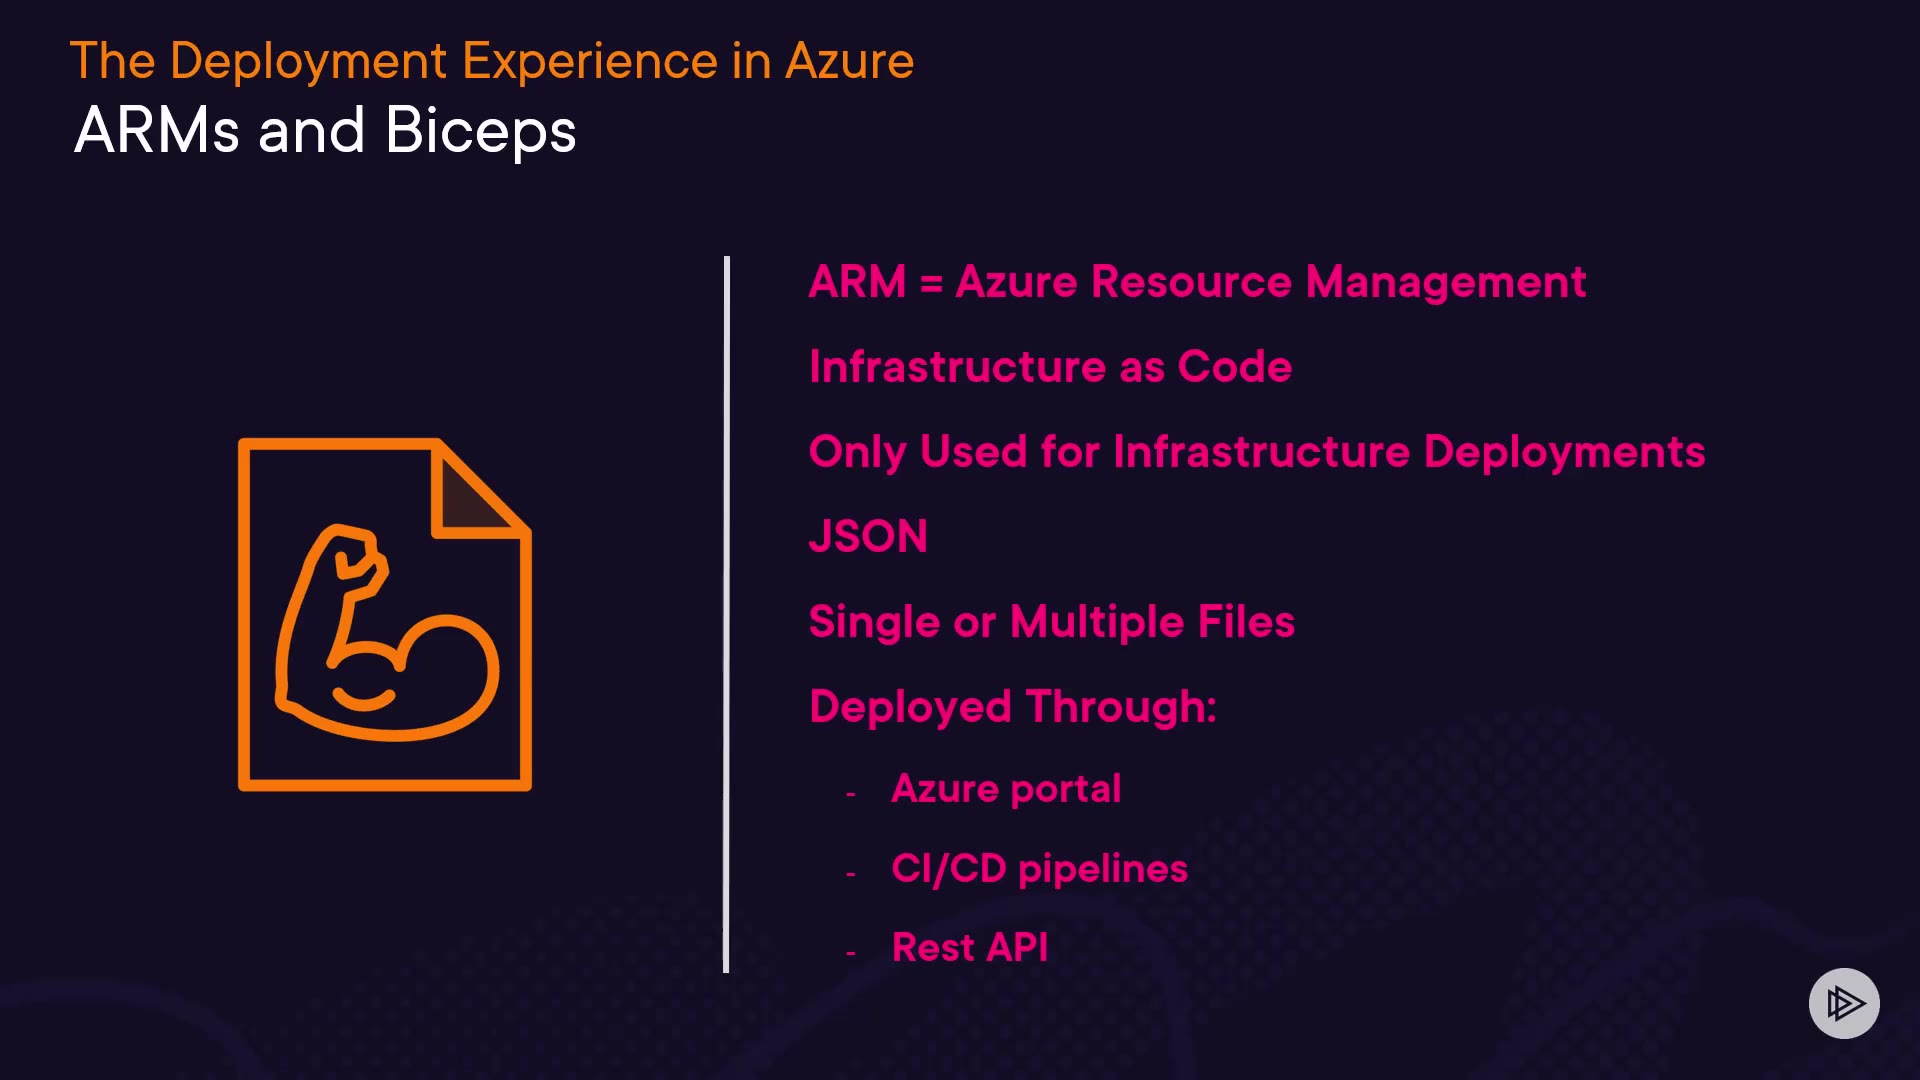 The Deployment Experience in Azure
ARMs and Biceps
ARM = Azure Resource Management
Infrastructure as Code
Only Used for Infrastructure Deployments
JSON
Single or Multiple Files
Deployed Through:
- Azure portal
- CI/CD pipelines
- Rest API